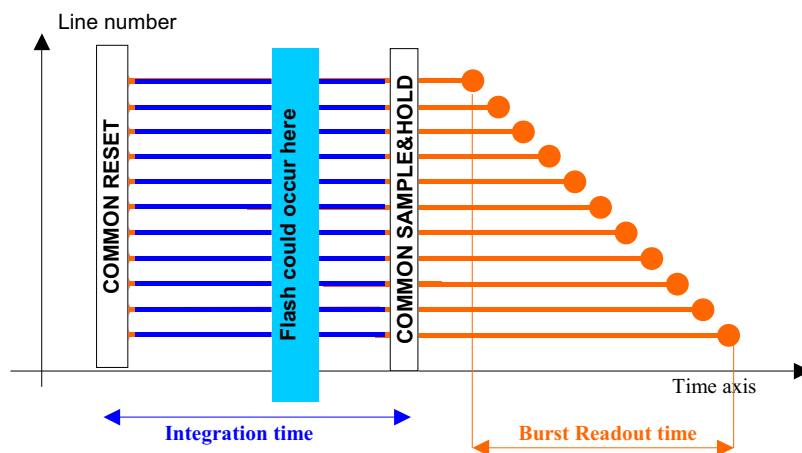 Line number
COMMON RESET
Flash could occur here
COMMON SAMPLE&HOLD
Time axis
Integration time
Burst Readout time